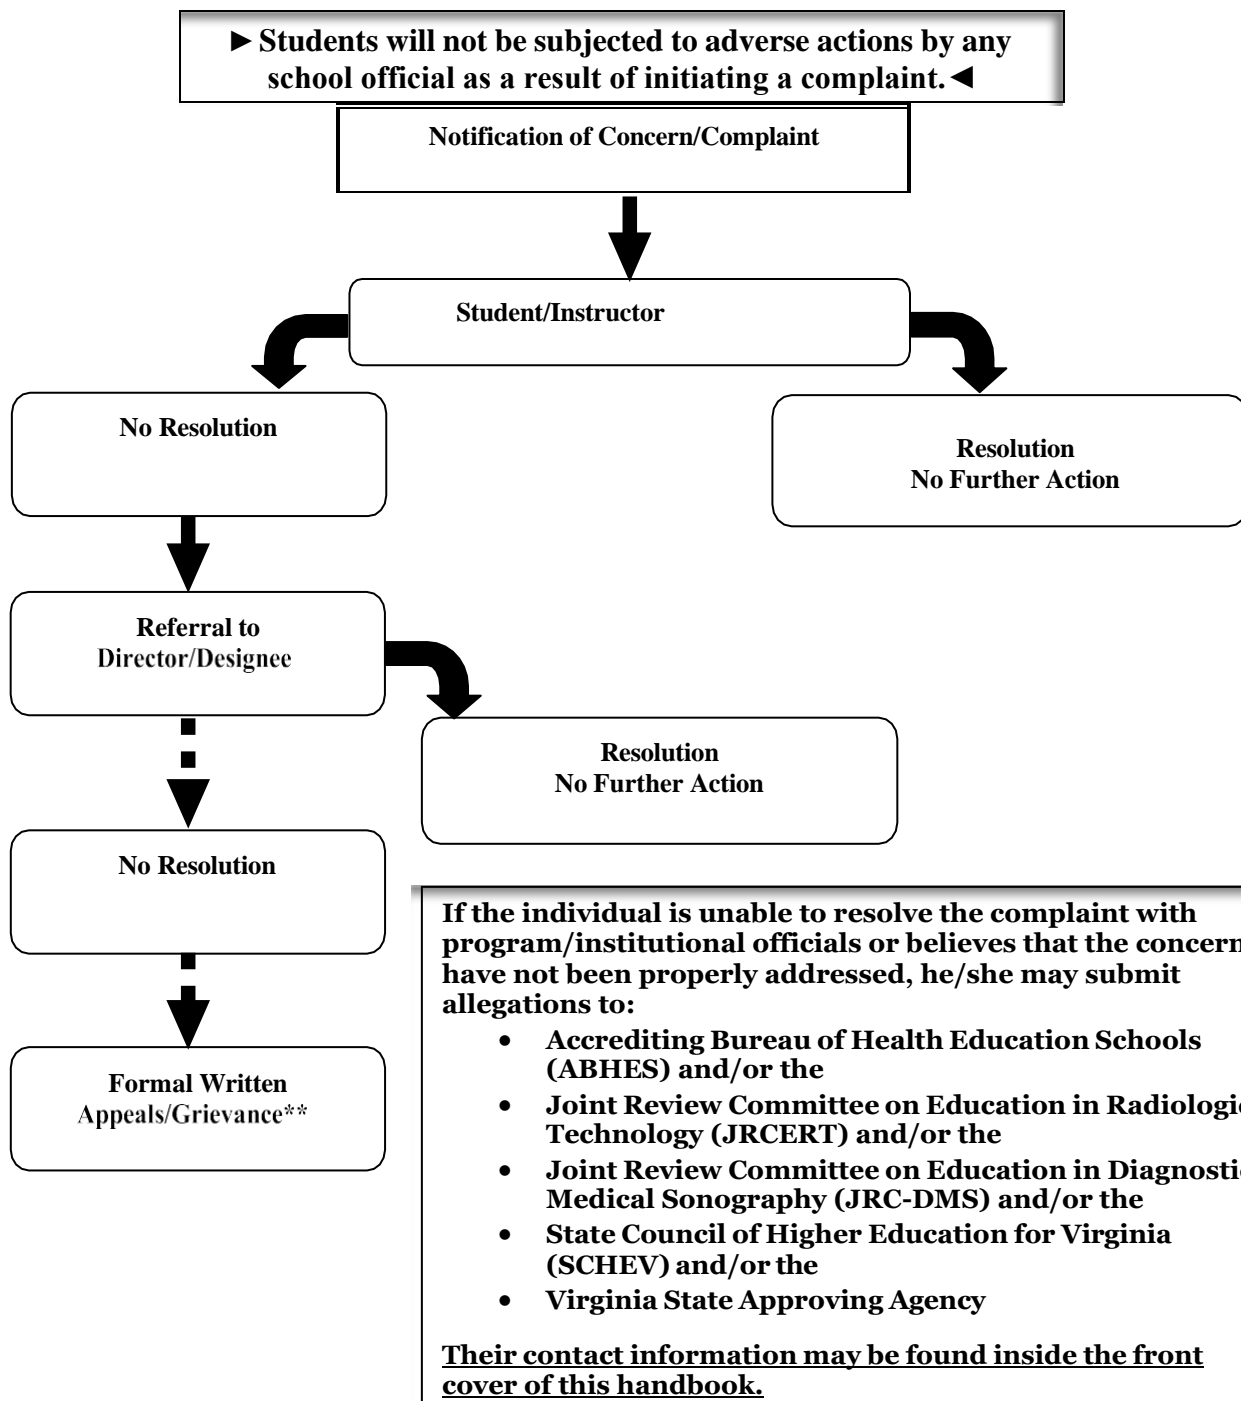 ►Students will not be subjected to adverse actions by any
school official as a result of initiating a complaint.◄
Notification of Concern/Complaint
Student/Instructor
No Resolution
Resolution
No Further Action
Referral to
Director/Designee
Resolution
No Further Action
No Resolution
Formal Written
Appeals/Grievance**
If the individual is unable to resolve the complaint with
program/institutional officials or believes that the concern
have not been properly addressed, he/she may submit
allegations to:
• Accrediting Bureau of Health Education Schools
(ABHES) and/or the
• Joint Review Committee on Education in Radiologi
Technology (JRCERT) and/or the
• Joint Review Committee on Education in Diagnosti
Medical Sonography (JRC-DMS) and/or the
• State Council of Higher Education for Virginia
(SCHEV) and/or the
• Virginia State Approving Agency
Their contact information may be found inside the front
cover of this handbook.